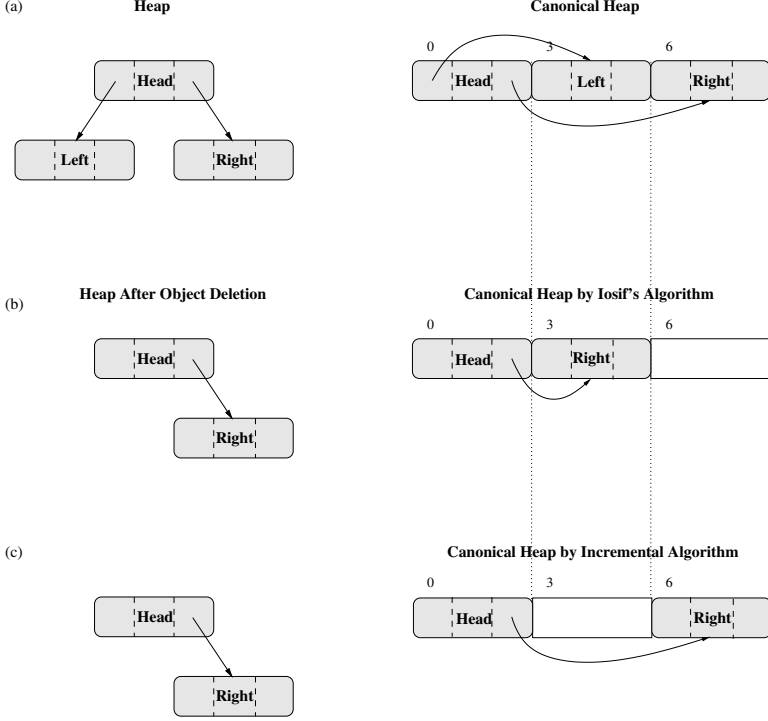 (a)
Heap
Canonical Heap
0 3 6
Head
Head Left Right
Left Right
(b)
Heap After Object Deletion
Canonical Heap by Iosif's Algorithm
0 3 6
Head
Head Right
Right
(c)
Canonical Heap by Incremental Algorithm
0 3 6
Head
Head Right
Right